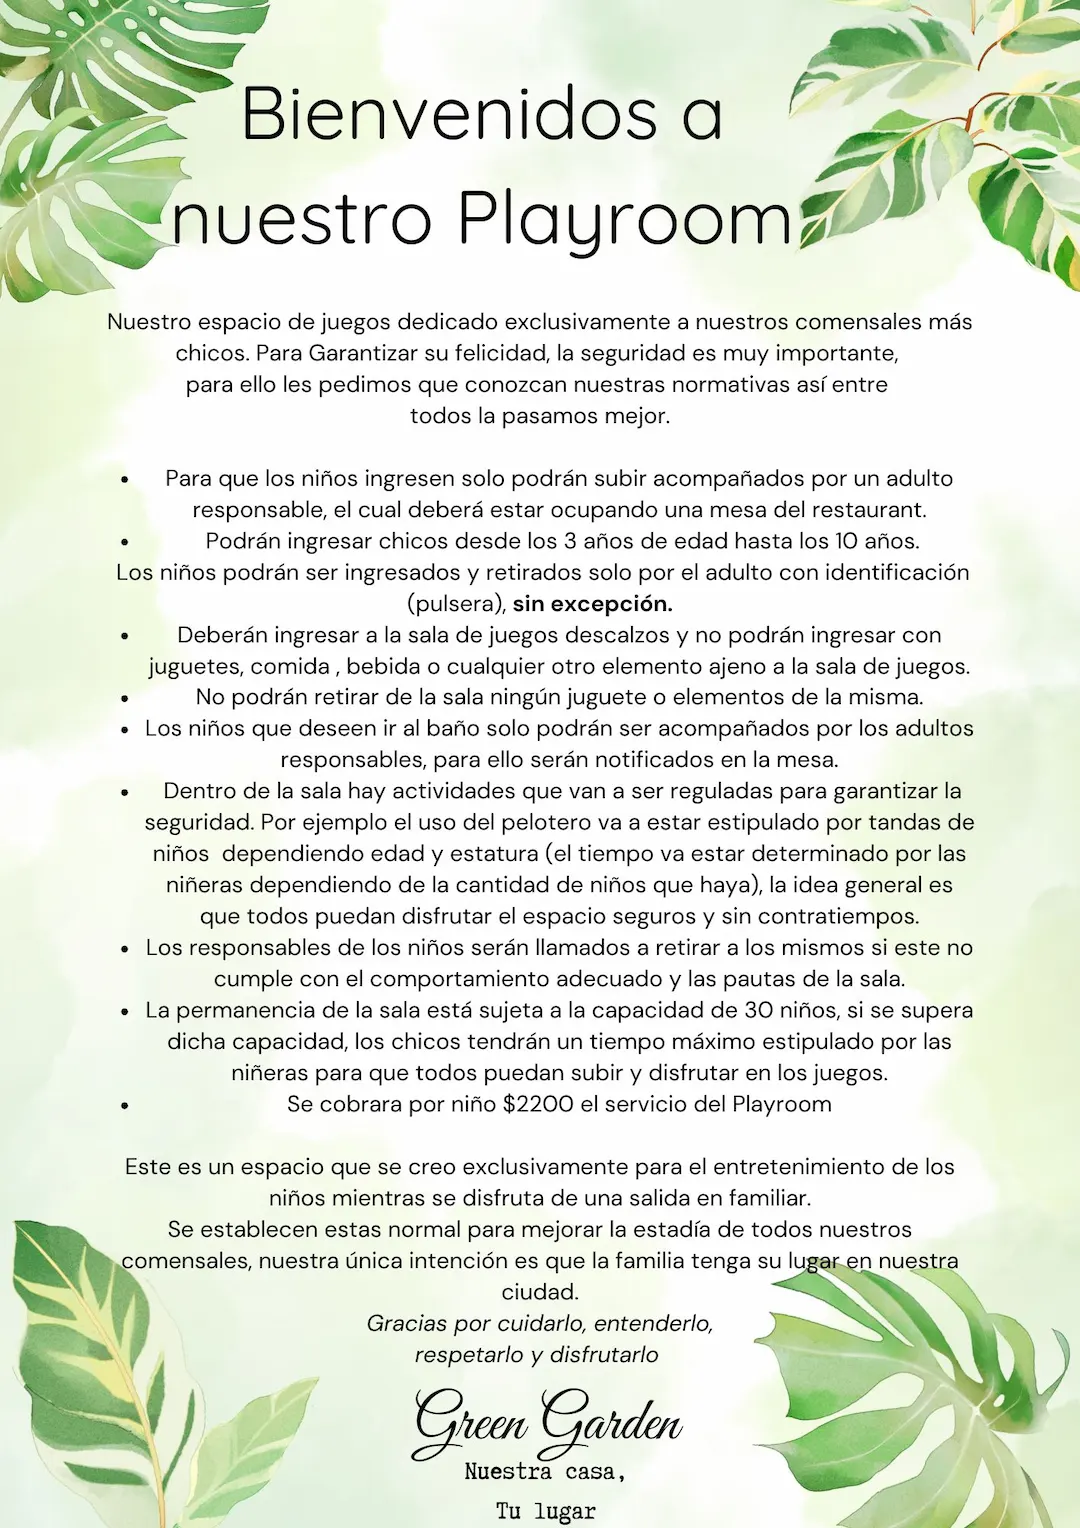 Bienvenidos a
nuestro Playroom
Nuestro espacio de juegos dedicado exclusivamente a nuestros comensales más
chicos. Para Garantizar su felicidad, la seguridad es muy importante,
para ello les pedimos que conozcan nuestras normativas así entre
todos la pasamos mejor.
• Para que los niños ingresen solo podrán subir acompañados por un adulto
responsable, el cual deberá estar ocupando una mesa del restaurant.
• Podrán ingresar chicos desde los 3 años de edad hasta los 10 años.
Los niños podrán ser ingresados y retirados solo por el adulto con identificación
(pulsera), sin excepción.
• Deberán ingresar a la sala de juegos descalzos y no podrán ingresar con
juguetes, comida , bebida o cualquier otro elemento ajeno a la sala de juegos.
• No podrán retirar de la sala ningún juguete o elementos de la misma.
• Los niños que deseen ir al baño solo podrán ser acompañados por los adultos
responsables, para ello serán notificados en la mesa.
• Dentro de la sala hay actividades que van a ser reguladas para garantizar la
seguridad. Por ejemplo el uso del pelotero va a estar estipulado por tandas de
niños  dependiendo edad y estatura (el tiempo va estar determinado por las
niñeras dependiendo de la cantidad de niños que haya), la idea general es
que todos puedan disfrutar el espacio seguros y sin contratiempos.
• Los responsables de los niños serán llamados a retirar a los mismos si este no
cumple con el comportamiento adecuado y las pautas de la sala.
• La permanencia de la sala está sujeta a la capacidad de 30 niños, si se supera
dicha capacidad, los chicos tendrán un tiempo máximo estipulado por las
niñeras para que todos puedan subir y disfrutar en los juegos.
• Se cobrara por niño $2200 el servicio del Playroom
Este es un espacio que se creo exclusivamente para el entretenimiento de los
niños mientras se disfruta de una salida en familiar.
Se establecen estas normal para mejorar la estadía de todos nuestros
comensales, nuestra única intención es que la familia tenga su lugar en nuestra
ciudad.
Gracias por cuidarlo, entenderlo,
respetarlo y disfrutarlo
Green Garden
Nuestra casa,
Tu lugar